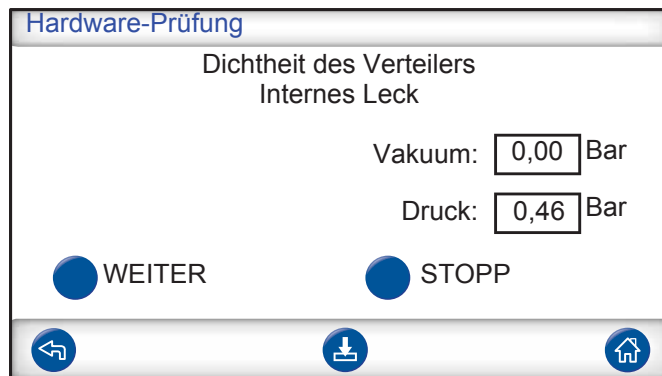 Hardware-Prüfung
Dichtheit des Verteilers
Internes Leck
Vakuum: 0,00 Bar
Druck: 0,46 Bar
WEITER STOPP